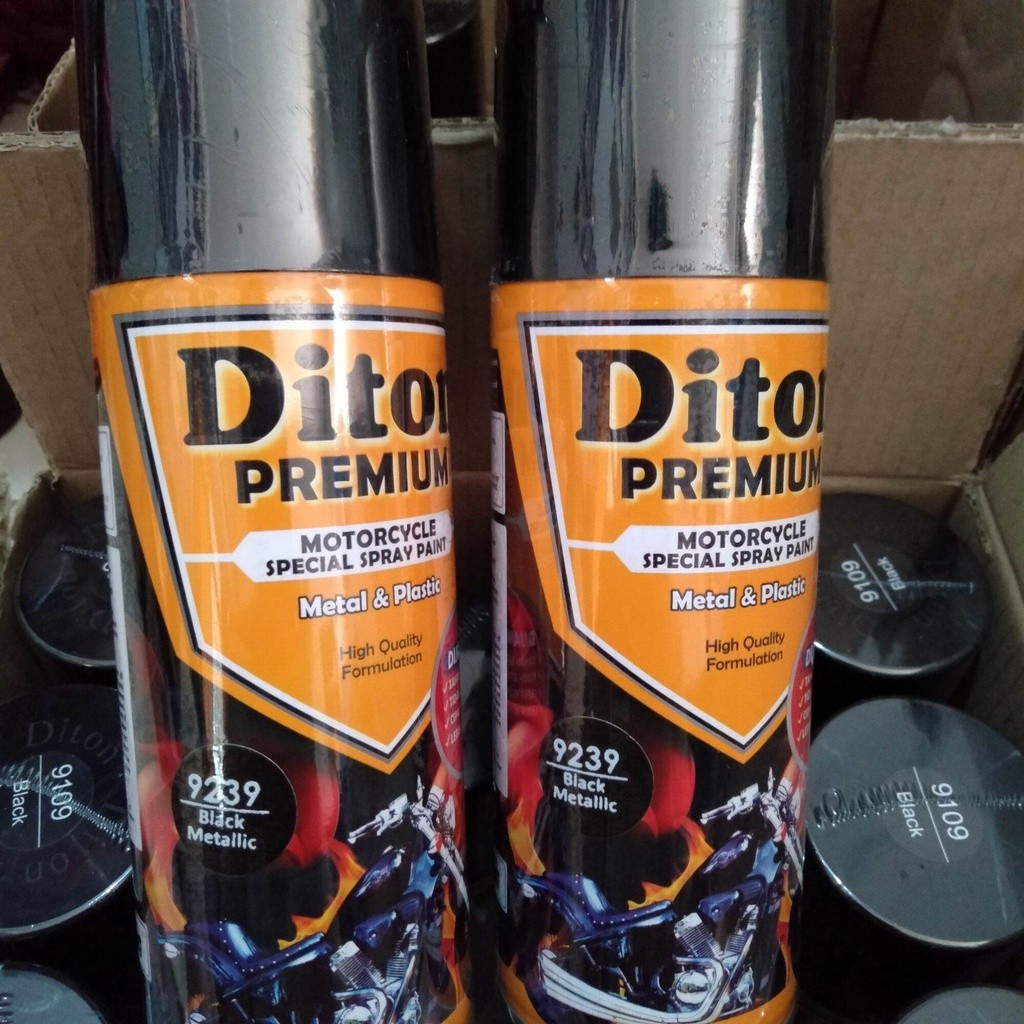 Diton
PREMIUM
MOTORCYCLE
SPECIAL SPRAY PAINT
Metal & Plastic
High Quality
Formulation
9239
Black
Metallic
Diton
PREMIUM
MOTORCYCLE
SPECIAL SPRAY PAINT
Metal & Plastic
High Quality
Formulation
9239
Black
Metallic
9109
Black
9109
Black
Diton
9109
Black